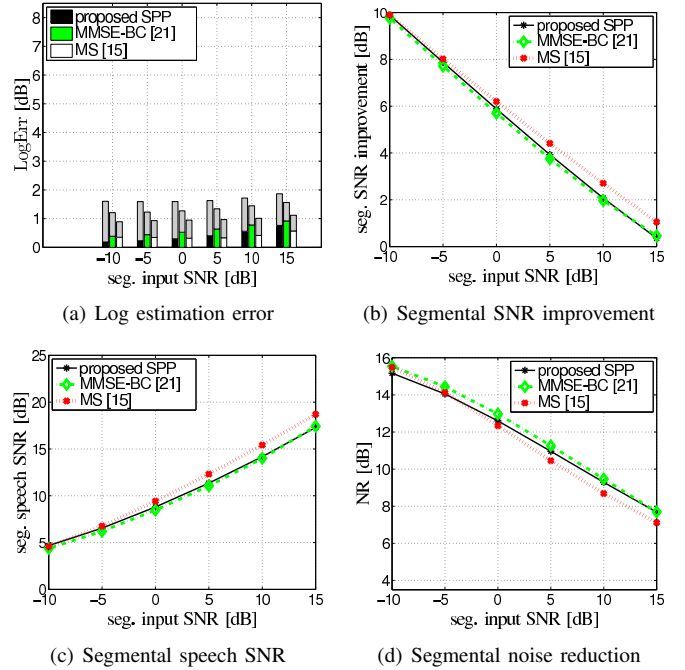 proposed SPP
MMSE-BC [21]
MS [15]
LogErr [dB]
8
7
6
5
4
3
2
1
0
−10 −5 0 5 10 15
seg. input SNR [dB]
(a) Log estimation error
proposed SPP
MMSE-BC [21]
MS [15]
seg. SNR improvement [dB]
10
8
6
4
2
0
−10 −5 0 5 10 15
seg. input SNR [dB]
(b) Segmental SNR improvement
proposed SPP
MMSE-BC [21]
MS [15]
seg. speech SNR [dB]
25
20
15
10
5
0
−10 −5 0 5 10 15
seg. input SNR [dB]
(c) Segmental speech SNR
proposed SPP
MMSE-BC [21]
MS [15]
NR [dB]
16
14
12
10
8
6
4
−10 −5 0 5 10 15
seg. input SNR [dB]
(d) Segmental noise reduction